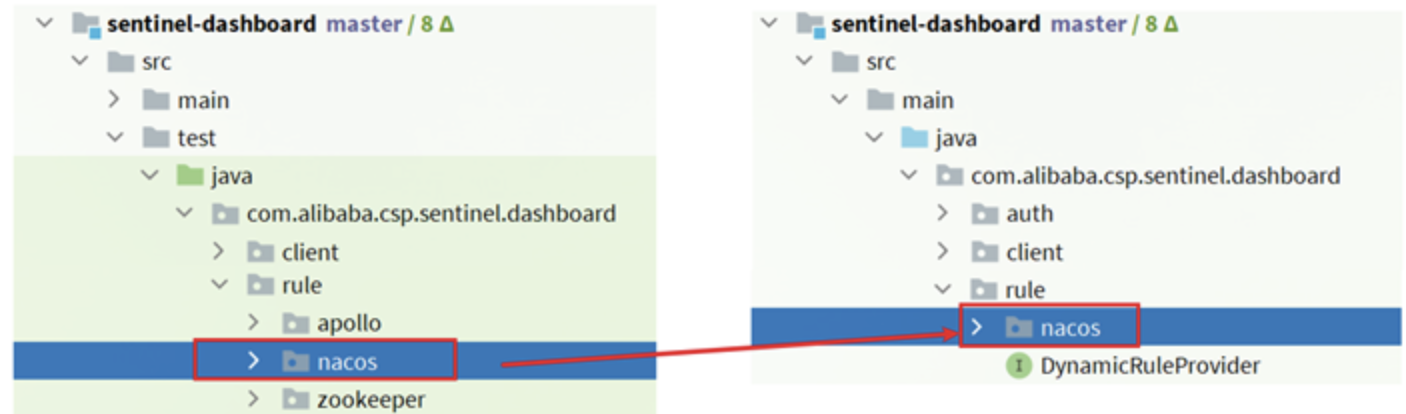 sentinel-dashboard master / 8 Δ
src
main
test
java
com.alibaba.csp.sentinel.dashboard
client
rule
apollo
nacos
zookeeper
sentinel-dashboard master / 8 Δ
src
main
java
com.alibaba.csp.sentinel.dashboard
auth
client
rule
nacos
I DynamicRuleProvider